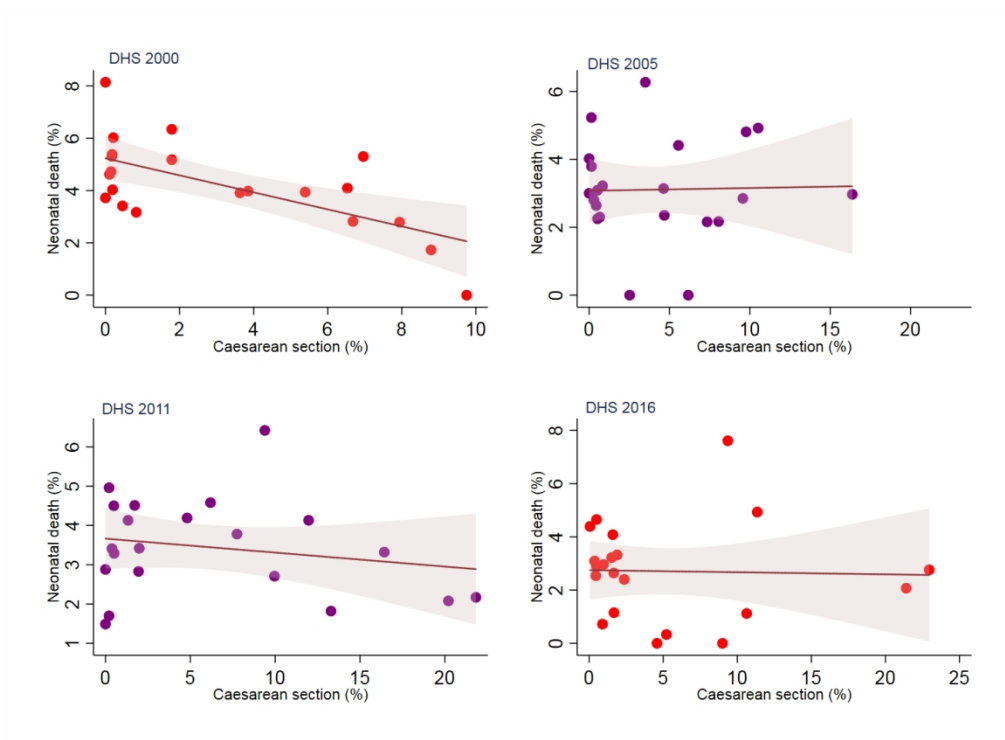 DHS 2000
Neonatal death (%)
8
6
4
2
0
0 2 4 6 8 10
Caesarean section (%)
DHS 2005
Neonatal death (%)
6
4
2
0
0 5 10 15 20
Caesarean section (%)
DHS 2011
Neonatal death (%)
6
5
4
3
2
1
0 5 10 15 20
Caesarean section (%)
DHS 2016
Neonatal death (%)
8
6
4
2
0
0 5 10 15 20 25
Caesarean section (%)